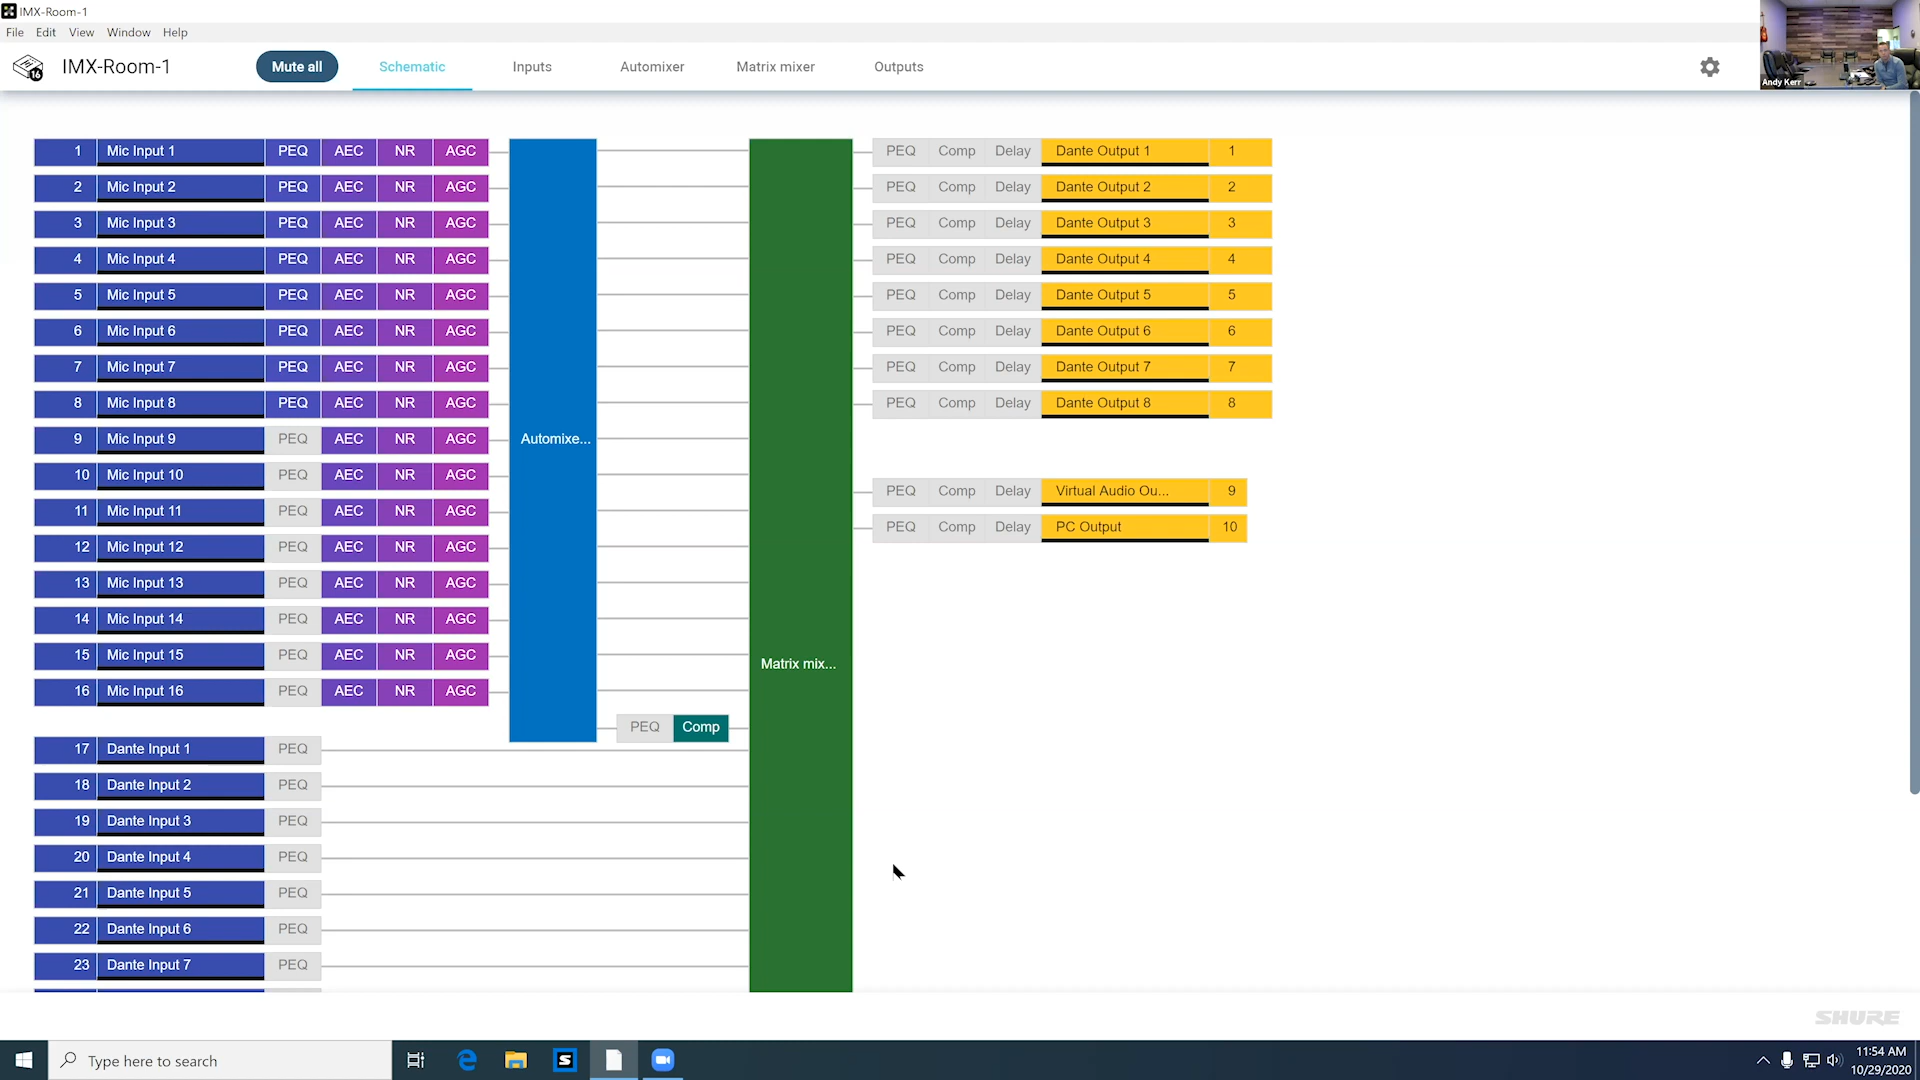 IMX-Room-1
File Edit View Window Help
16 IMX-Room-1 Mute all Schematic Inputs Automixer Matrix mixer Outputs
Andy Kerr
1 Mic Input 1 PEQ AEC NR AGC PEQ Comp Delay Dante Output 1 1
2 Mic Input 2 PEQ AEC NR AGC PEQ Comp Delay Dante Output 2 2
3 Mic Input 3 PEQ AEC NR AGC PEQ Comp Delay Dante Output 3 3
4 Mic Input 4 PEQ AEC NR AGC PEQ Comp Delay Dante Output 4 4
5 Mic Input 5 PEQ AEC NR AGC PEQ Comp Delay Dante Output 5 5
6 Mic Input 6 PEQ AEC NR AGC PEQ Comp Delay Dante Output 6 6
7 Mic Input 7 PEQ AEC NR AGC PEQ Comp Delay Dante Output 7 7
8 Mic Input 8 PEQ AEC NR AGC PEQ Comp Delay Dante Output 8 8
9 Mic Input 9 PEQ AEC NR AGC Automixe...
10 Mic Input 10 PEQ AEC NR AGC
PEQ Comp Delay Virtual Audio Ou... 9
11 Mic Input 11 PEQ AEC NR AGC
PEQ Comp Delay PC Output 10
12 Mic Input 12 PEQ AEC NR AGC
13 Mic Input 13 PEQ AEC NR AGC
14 Mic Input 14 PEQ AEC NR AGC
15 Mic Input 15 PEQ AEC NR AGC
Matrix mix...
16 Mic Input 16 PEQ AEC NR AGC
PEQ Comp
17 Dante Input 1 PEQ
18 Dante Input 2 PEQ
19 Dante Input 3 PEQ
20 Dante Input 4 PEQ
21 Dante Input 5 PEQ
22 Dante Input 6 PEQ
23 Dante Input 7 PEQ
SHURE
Type here to search S 11:54 AM
10/29/2020